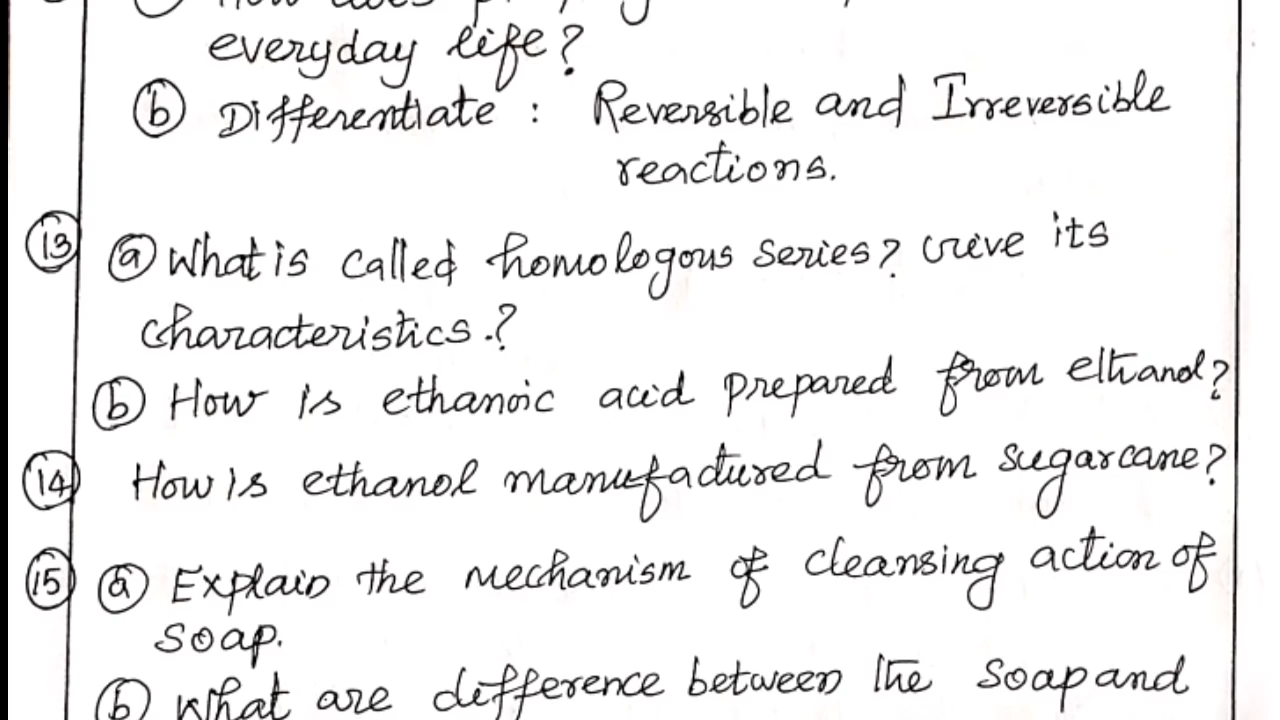 everyday life?
(b) Differentiate : Reversible and Irreversible
reactions.
(13) (a) What is called homologous series? Give its
characteristics.?
(b) How is ethanoic acid prepared from ethanol?
(14) How is ethanol manufactured from sugarcane?
(15) (a) Explain the mechanism of cleansing action of
soap.
(b) What are difference between the soap and